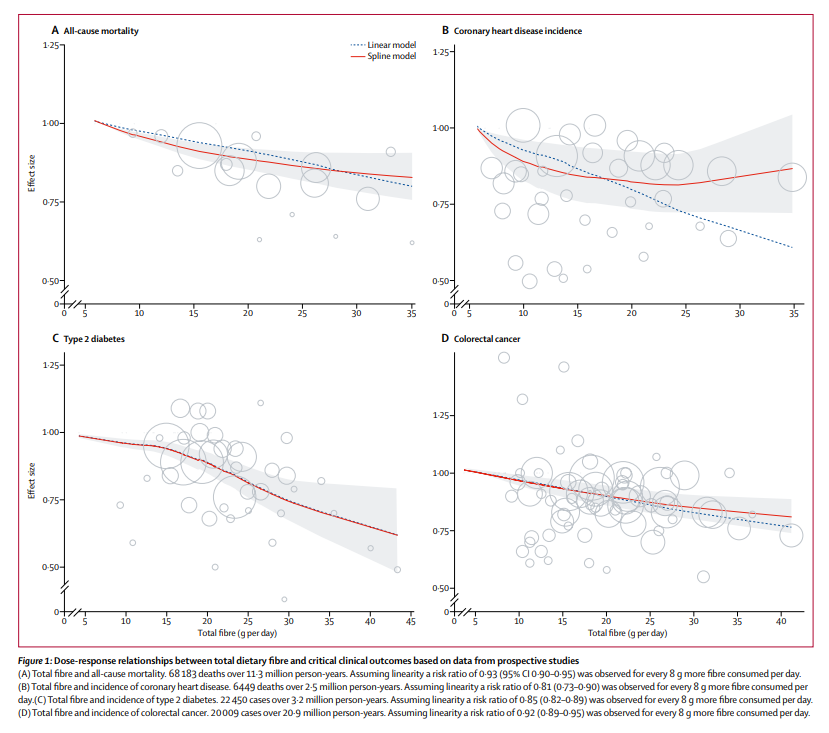 A All-cause mortality
1·25
1·00
0·75
0·50
0
Effect size
0 5 10 15 20 25 30 35
Linear model
Spline model
B Coronary heart disease incidence
1·25
1·00
0·75
0·50
0
0 5 10 15 20 25 30 35
C Type 2 diabetes
1·25
1·00
0·75
0·50
0
Effect size
0 5 10 15 20 25 30 35 40 45
Total fibre (g per day)
D Colorectal cancer
1·25
1·00
0·75
0·50
0
0 5 10 15 20 25 30 35 40
Total fibre (g per day)
Figure 1: Dose-response relationships between total dietary fibre and critical clinical outcomes based on data from prospective studies
(A) Total fibre and all-cause mortality. 68 183 deaths over 11·3 million person-years. Assuming linearity a risk ratio of 0·93 (95% CI 0·90–0·95) was observed for every 8 g more fibre consumed per day.
(B) Total fibre and incidence of coronary heart disease. 6449 deaths over 2·5 million person-years. Assuming linearity a risk ratio of 0·81 (0·73–0·90) was observed for every 8 g more fibre consumed per
day.(C) Total fibre and incidence of type 2 diabetes. 22 450 cases over 3·2 million person-years. Assuming linearity a risk ratio of 0·85 (0·82–0·89) was observed for every 8 g more fibre consumed per day.
(D) Total fibre and incidence of colorectal cancer. 20 009 cases over 20·9 million person-years. Assuming linearity a risk ratio of 0·92 (0·89–0·95) was observed for every 8 g more fibre consumed per day.